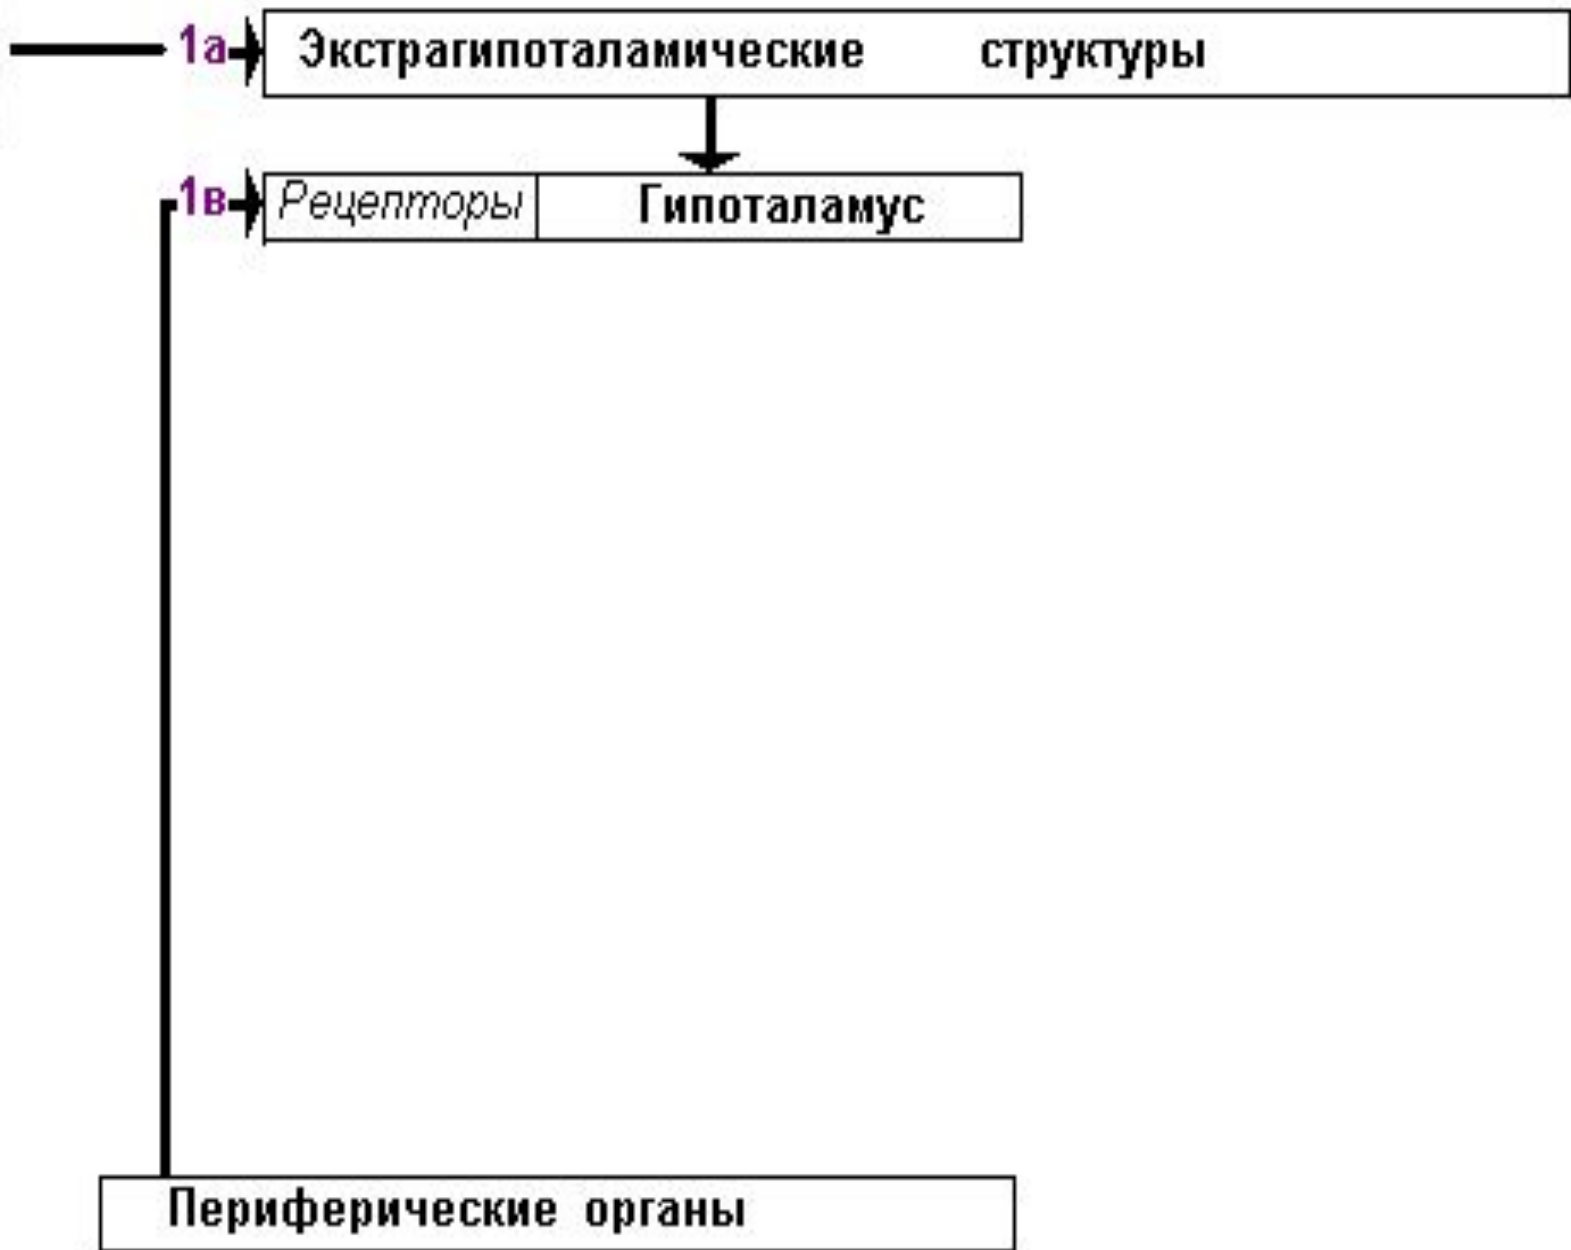 1а Экстрагипоталамические структуры
1в Рецепторы Гипоталамус
Периферические органы